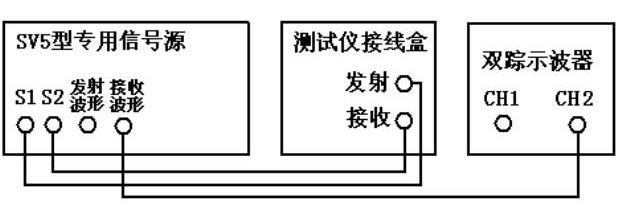 SV5型专用信号源
S1 S2 发射波形 接收波形
测试仪接线盒
发射
接收
双踪示波器
CH1 CH2